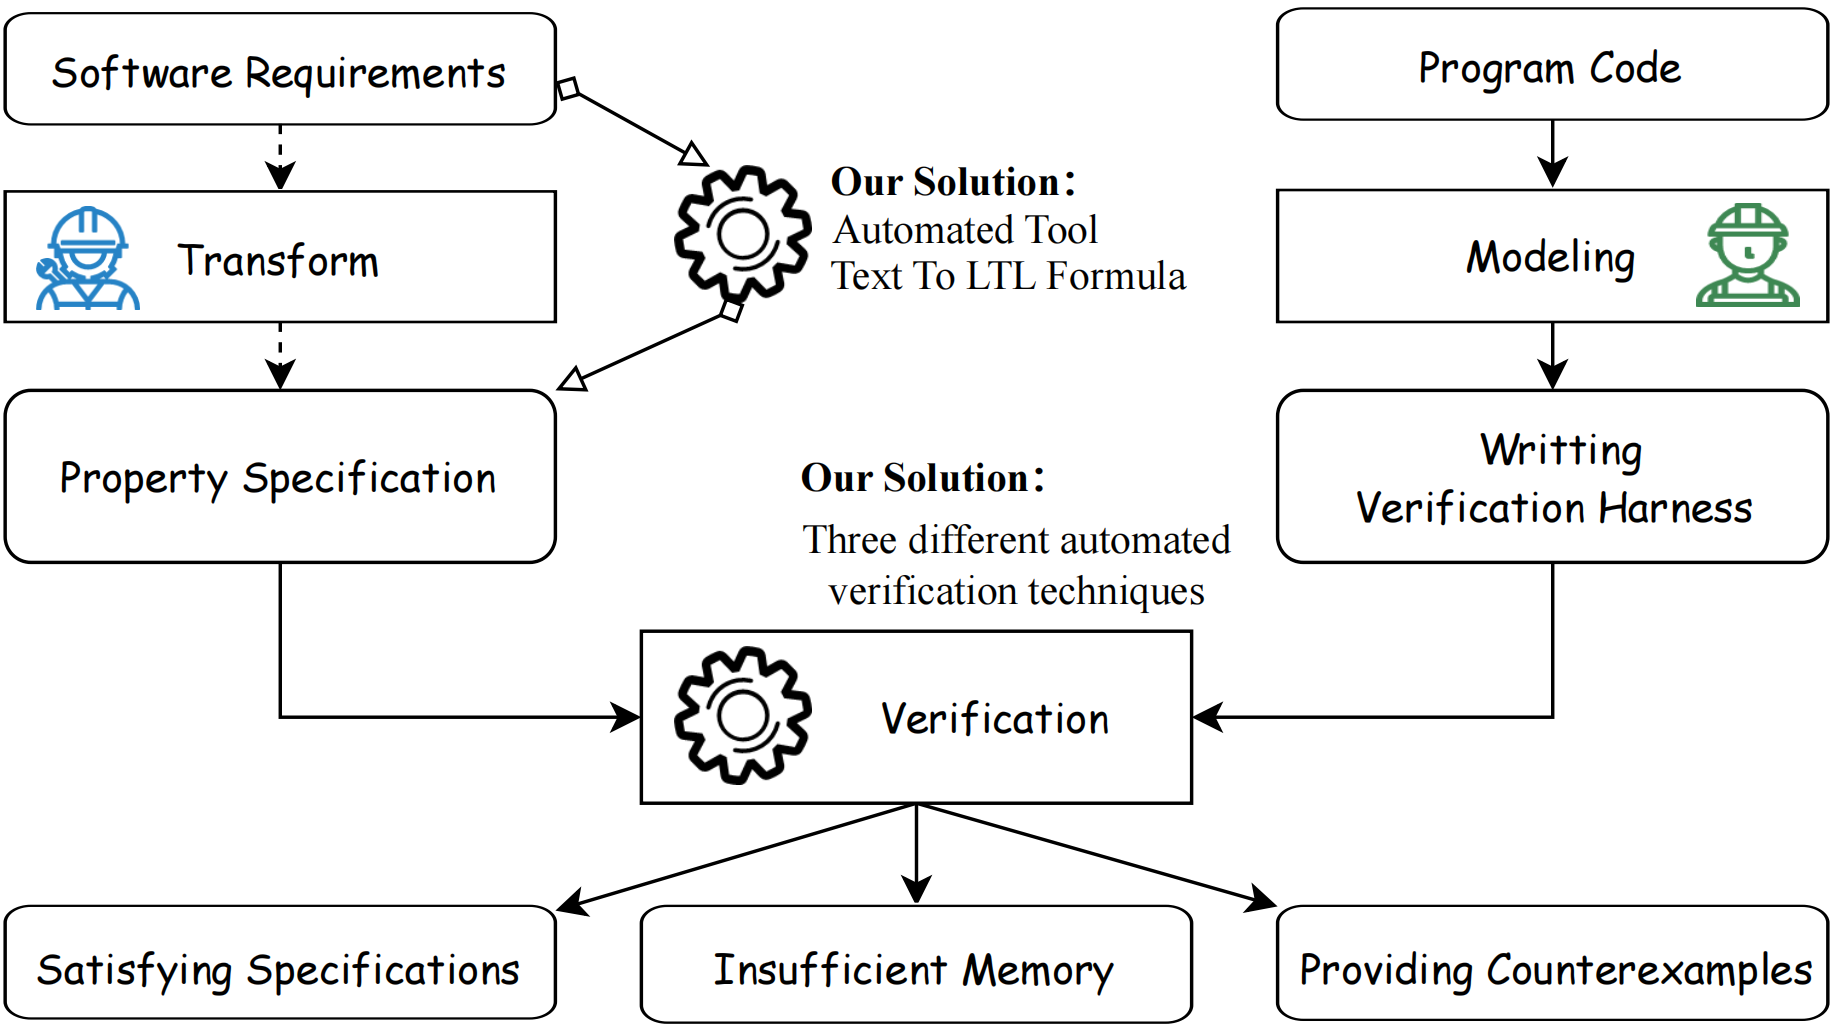 Software Requirements
Program Code
Our Solution:
Automated Tool
Text To LTL Formula
Transform
Modeling
Property Specification
Our Solution:
Three different automated
verification techniques
Writting
Verification Harness
Verification
Satisfying Specifications
Insufficient Memory
Providing Counterexamples